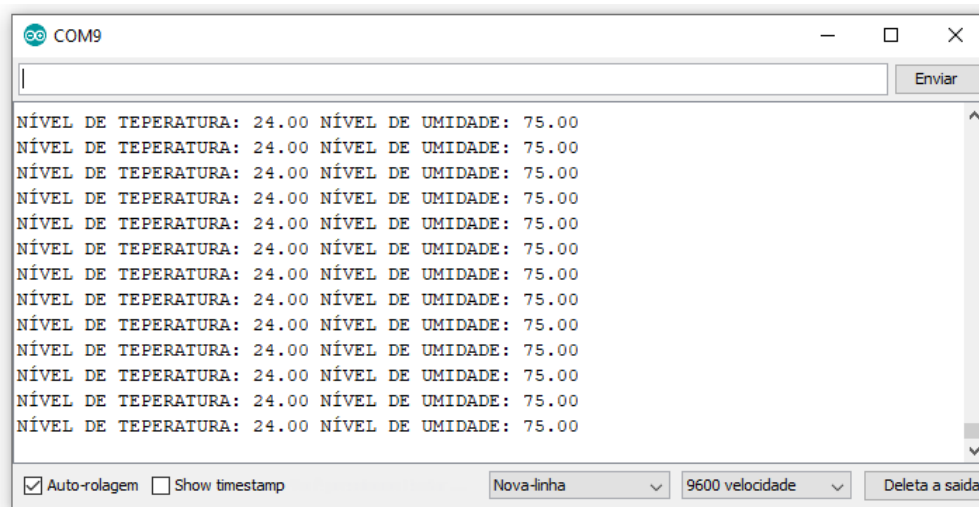 COM9
Enviar
NÍVEL DE TEPERATURA: 24.00 NÍVEL DE UMIDADE: 75.00
NÍVEL DE TEPERATURA: 24.00 NÍVEL DE UMIDADE: 75.00
NÍVEL DE TEPERATURA: 24.00 NÍVEL DE UMIDADE: 75.00
NÍVEL DE TEPERATURA: 24.00 NÍVEL DE UMIDADE: 75.00
NÍVEL DE TEPERATURA: 24.00 NÍVEL DE UMIDADE: 75.00
NÍVEL DE TEPERATURA: 24.00 NÍVEL DE UMIDADE: 75.00
NÍVEL DE TEPERATURA: 24.00 NÍVEL DE UMIDADE: 75.00
NÍVEL DE TEPERATURA: 24.00 NÍVEL DE UMIDADE: 75.00
NÍVEL DE TEPERATURA: 24.00 NÍVEL DE UMIDADE: 75.00
NÍVEL DE TEPERATURA: 24.00 NÍVEL DE UMIDADE: 75.00
NÍVEL DE TEPERATURA: 24.00 NÍVEL DE UMIDADE: 75.00
NÍVEL DE TEPERATURA: 24.00 NÍVEL DE UMIDADE: 75.00
NÍVEL DE TEPERATURA: 24.00 NÍVEL DE UMIDADE: 75.00
Auto-rolagem Show timestamp Nova-linha 9600 velocidade Deleta a saida